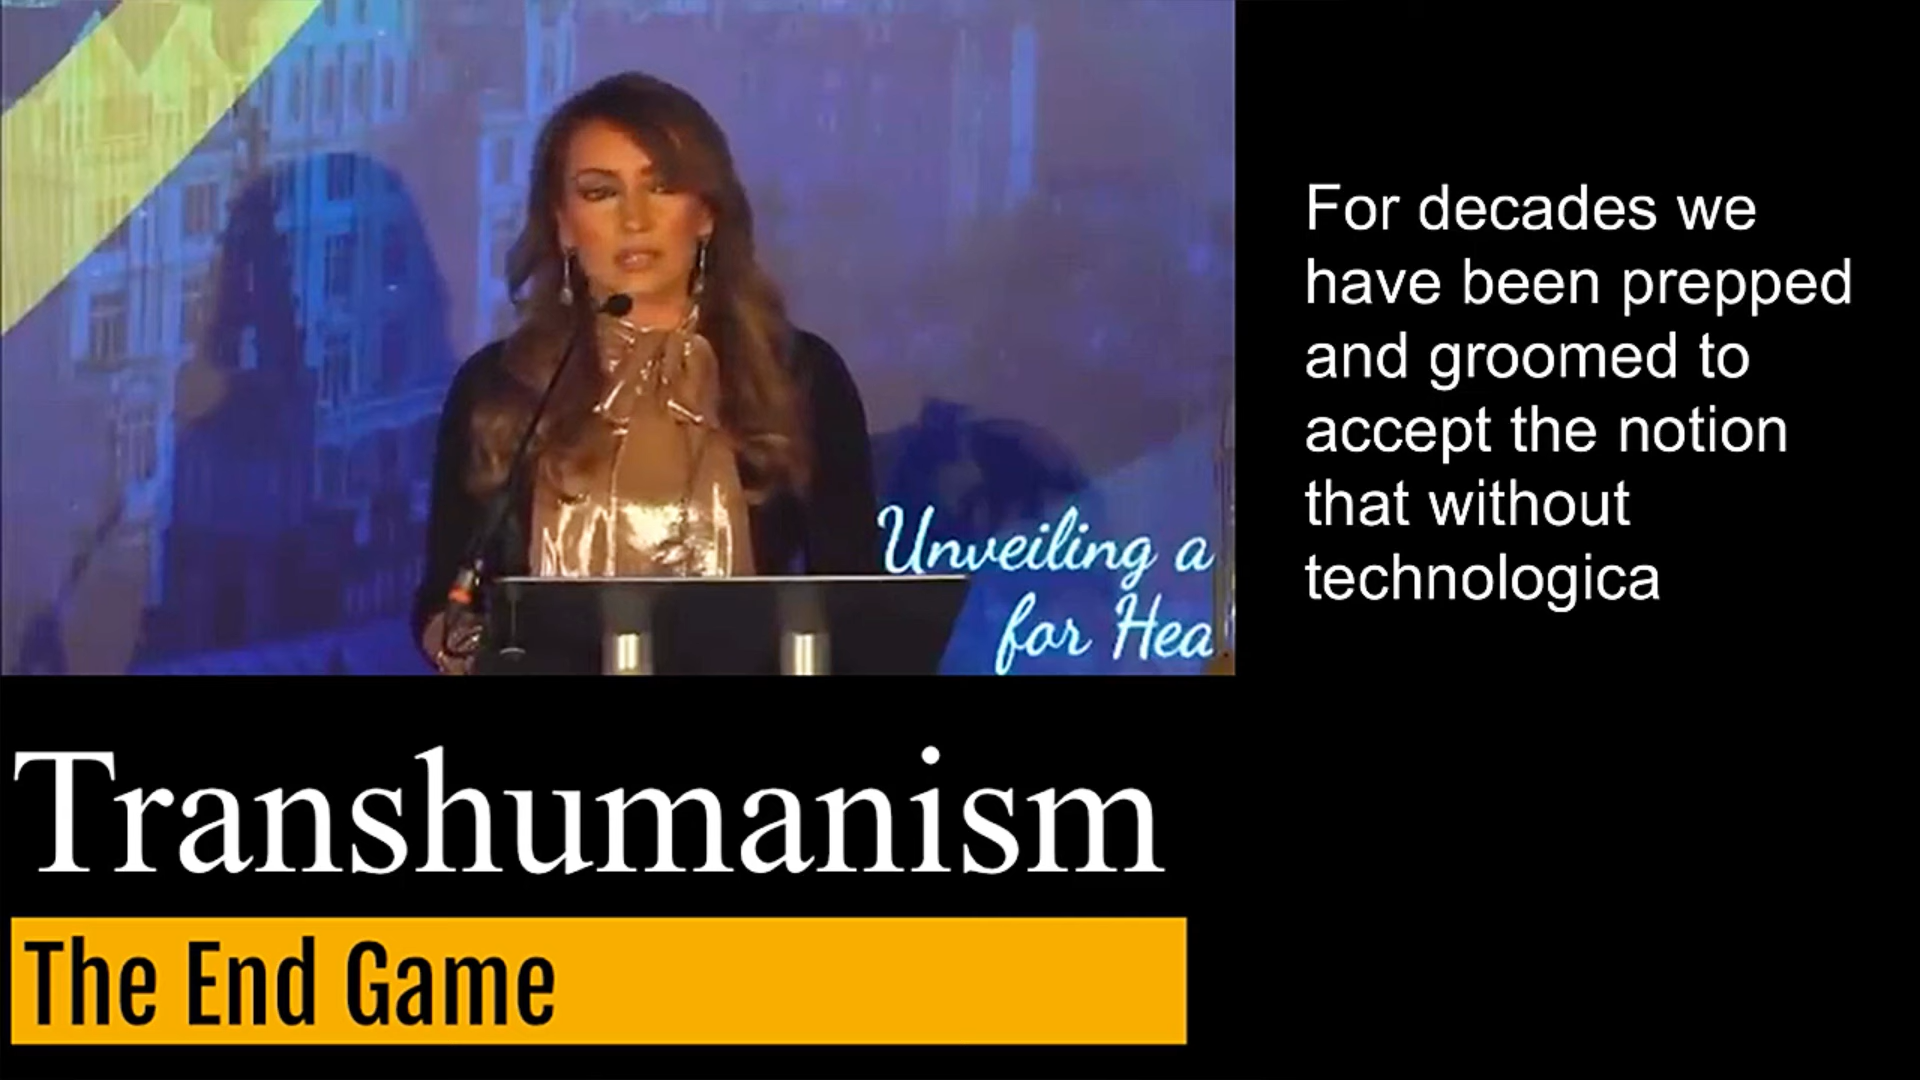 Unveiling a
for Hea
For decades we
have been prepped
and groomed to
accept the notion
that without
technologica
Transhumanism
The End Game